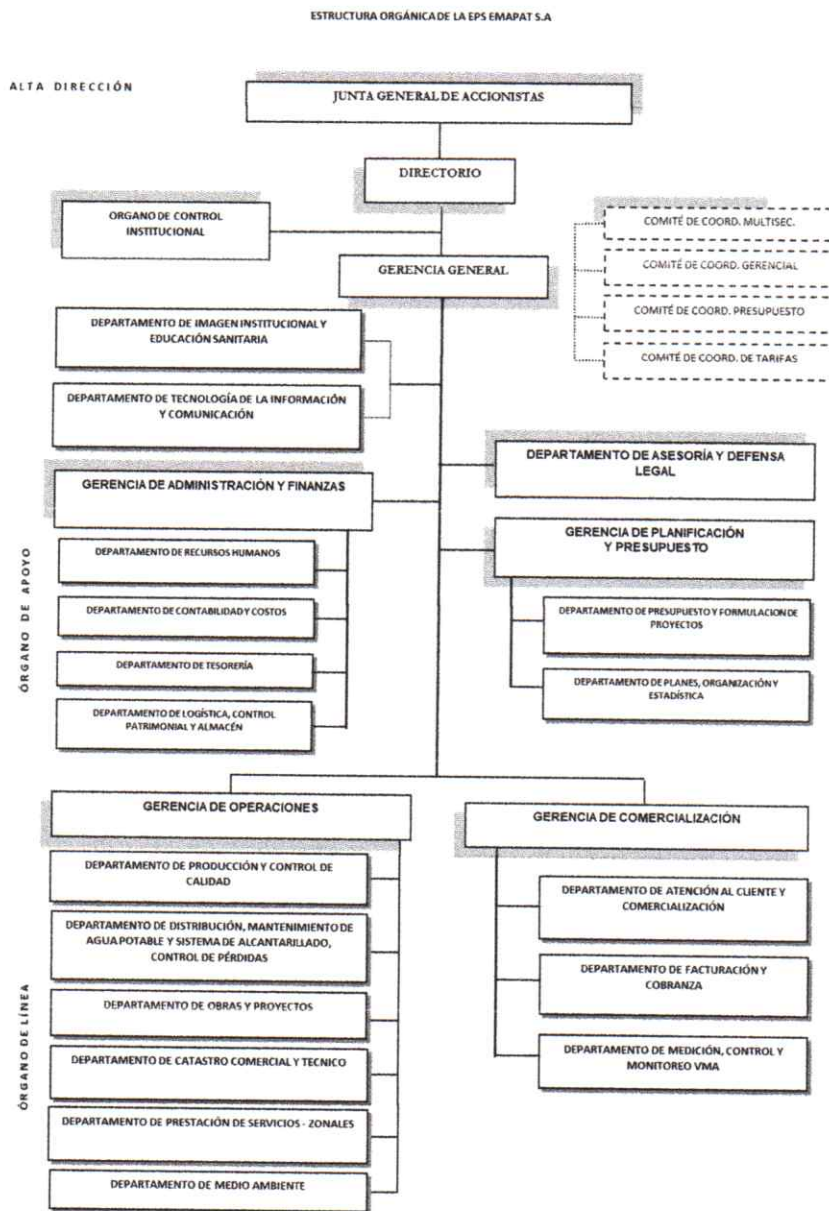 ESTRUCTURA ORGÁNICA DE LA EPS EMAPAT S.A
ALTA DIRECCIÓN
JUNTA GENERAL DE ACCIONISTAS
DIRECTORIO
ORGANO DE CONTROL
INSTITUCIONAL
COMITÉ DE COORD. MULTISEC.
GERENCIA GENERAL
COMITÉ DE COORD. GERENCIAL
COMITÉ DE COORD. PRESUPUESTO
COMITÉ DE COORD. DE TARIFAS
DEPARTAMENTO DE IMAGEN INSTITUCIONAL Y
EDUCACIÓN SANITARIA
DEPARTAMENTO DE TECNOLOGÍA DE LA INFORMACIÓN
Y COMUNICACIÓN
DEPARTAMENTO DE ASESORÍA Y DEFENSA
LEGAL
ÓRGANO DE APOYO
GERENCIA DE ADMINISTRACIÓN Y FINANZAS
DEPARTAMENTO DE RECURSOS HUMANOS
DEPARTAMENTO DE CONTABILIDAD Y COSTOS
DEPARTAMENTO DE TESORERÍA
DEPARTAMENTO DE LOGÍSTICA, CONTROL
PATRIMONIAL Y ALMACÉN
GERENCIA DE PLANIFICACIÓN
Y PRESUPUESTO
DEPARTAMENTO DE PRESUPUESTO Y FORMULACION DE
PROYECTOS
DEPARTAMENTO DE PLANES, ORGANIZACIÓN Y
ESTADÍSTICA
ÓRGANO DE LÍNEA
GERENCIA DE OPERACIONES
DEPARTAMENTO DE PRODUCCIÓN Y CONTROL DE
CALIDAD
DEPARTAMENTO DE DISTRIBUCIÓN, MANTENIMIENTO DE
AGUA POTABLE Y SISTEMA DE ALCANTARILLADO,
CONTROL DE PÉRDIDAS
DEPARTAMENTO DE OBRAS Y PROYECTOS
DEPARTAMENTO DE CATASTRO COMERCIAL Y TECNICO
DEPARTAMENTO DE PRESTACIÓN DE SERVICIOS - ZONALES
DEPARTAMENTO DE MEDIO AMBIENTE
GERENCIA DE COMERCIALIZACIÓN
DEPARTAMENTO DE ATENCIÓN AL CLIENTE Y
COMERCIALIZACIÓN
DEPARTAMENTO DE FACTURACIÓN Y
COBRANZA
DEPARTAMENTO DE MEDICIÓN, CONTROL Y
MONITOREO VMA